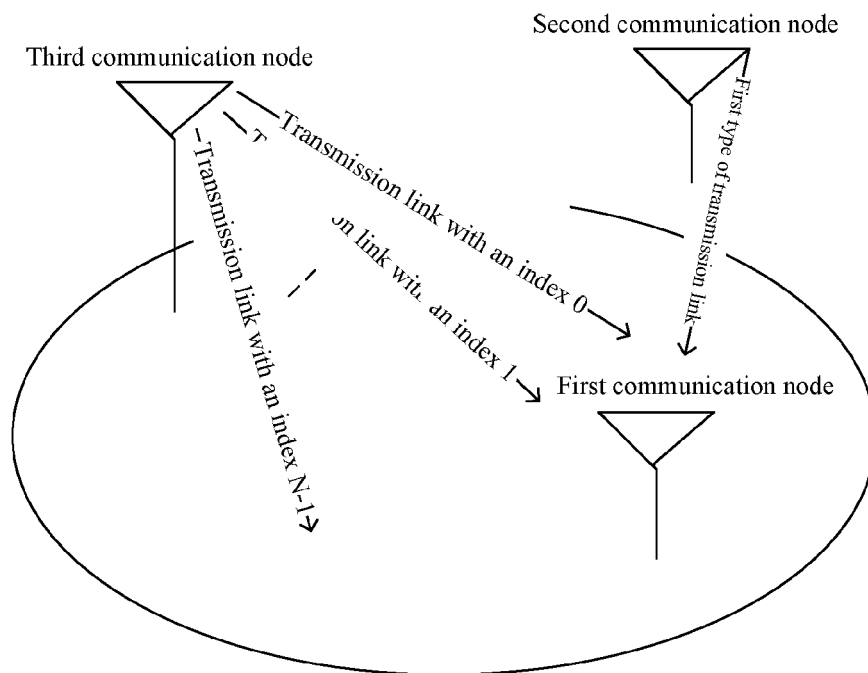 Second communication node
Third communication node
First type of transmission link
Transmission link with an index 0
T on link with an index 1
Transmission link with an index N-1
First communication node